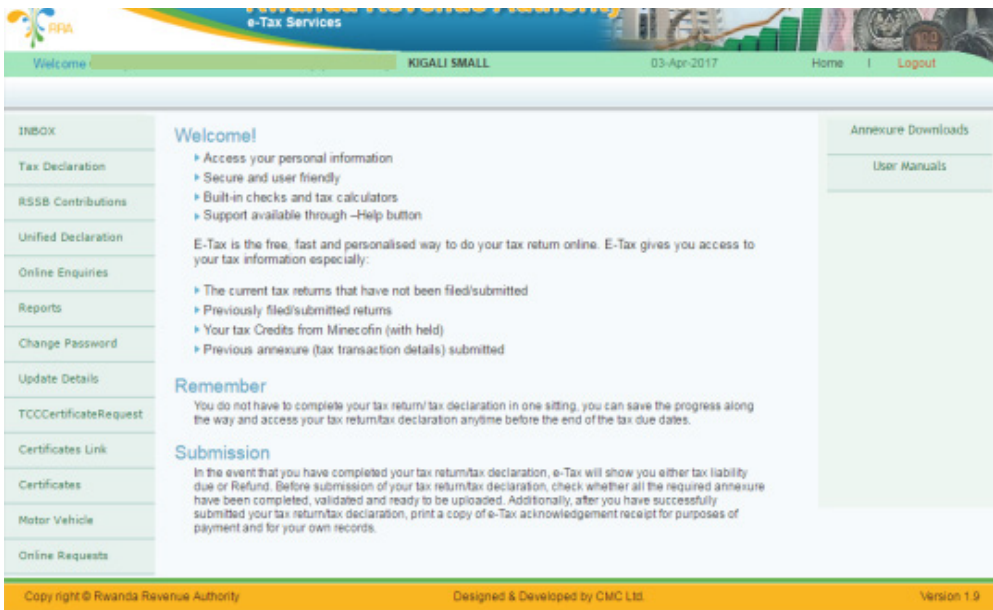 Rwanda Revenue Authority
e-Tax Services
RRA
Welcome KIGALI SMALL 03-Apr-2017 Home | Logout
INBOX
Tax Declaration
RSSB Contributions
Unified Declaration
Online Enquiries
Reports
Change Password
Update Details
TCCCertificateRequest
Certificates Link
Certificates
Motor Vehicle
Online Requests
Welcome!
Access your personal information
Secure and user friendly
Built-in checks and tax calculators
Support available through –Help button
E-Tax is the free, fast and personalised way to do your tax return online. E-Tax gives you access to
your tax information especially:
The current tax returns that have not been filed/submitted
Previously filed/submitted returns
Your tax Credits from Minecofin (with held)
Previous annexure (tax transaction details) submitted
Remember
You do not have to complete your tax return/ tax declaration in one sitting, you can save the progress along
the way and access your tax return/tax declaration anytime before the end of the tax due dates.
Submission
In the event that you have completed your tax return/tax declaration, e-Tax will show you either tax liability
due or Refund. Before submission of your tax return/tax declaration, check whether all the required annexure
have been completed, validated and ready to be uploaded. Additionally, after you have successfully
submitted your tax return/tax declaration, print a copy of e-Tax acknowledgement receipt for purposes of
payment and for your own records.
Annexure Downloads
User Manuals
Copy right © Rwanda Revenue Authority Designed & Developed by CMC Ltd. Version 1.9